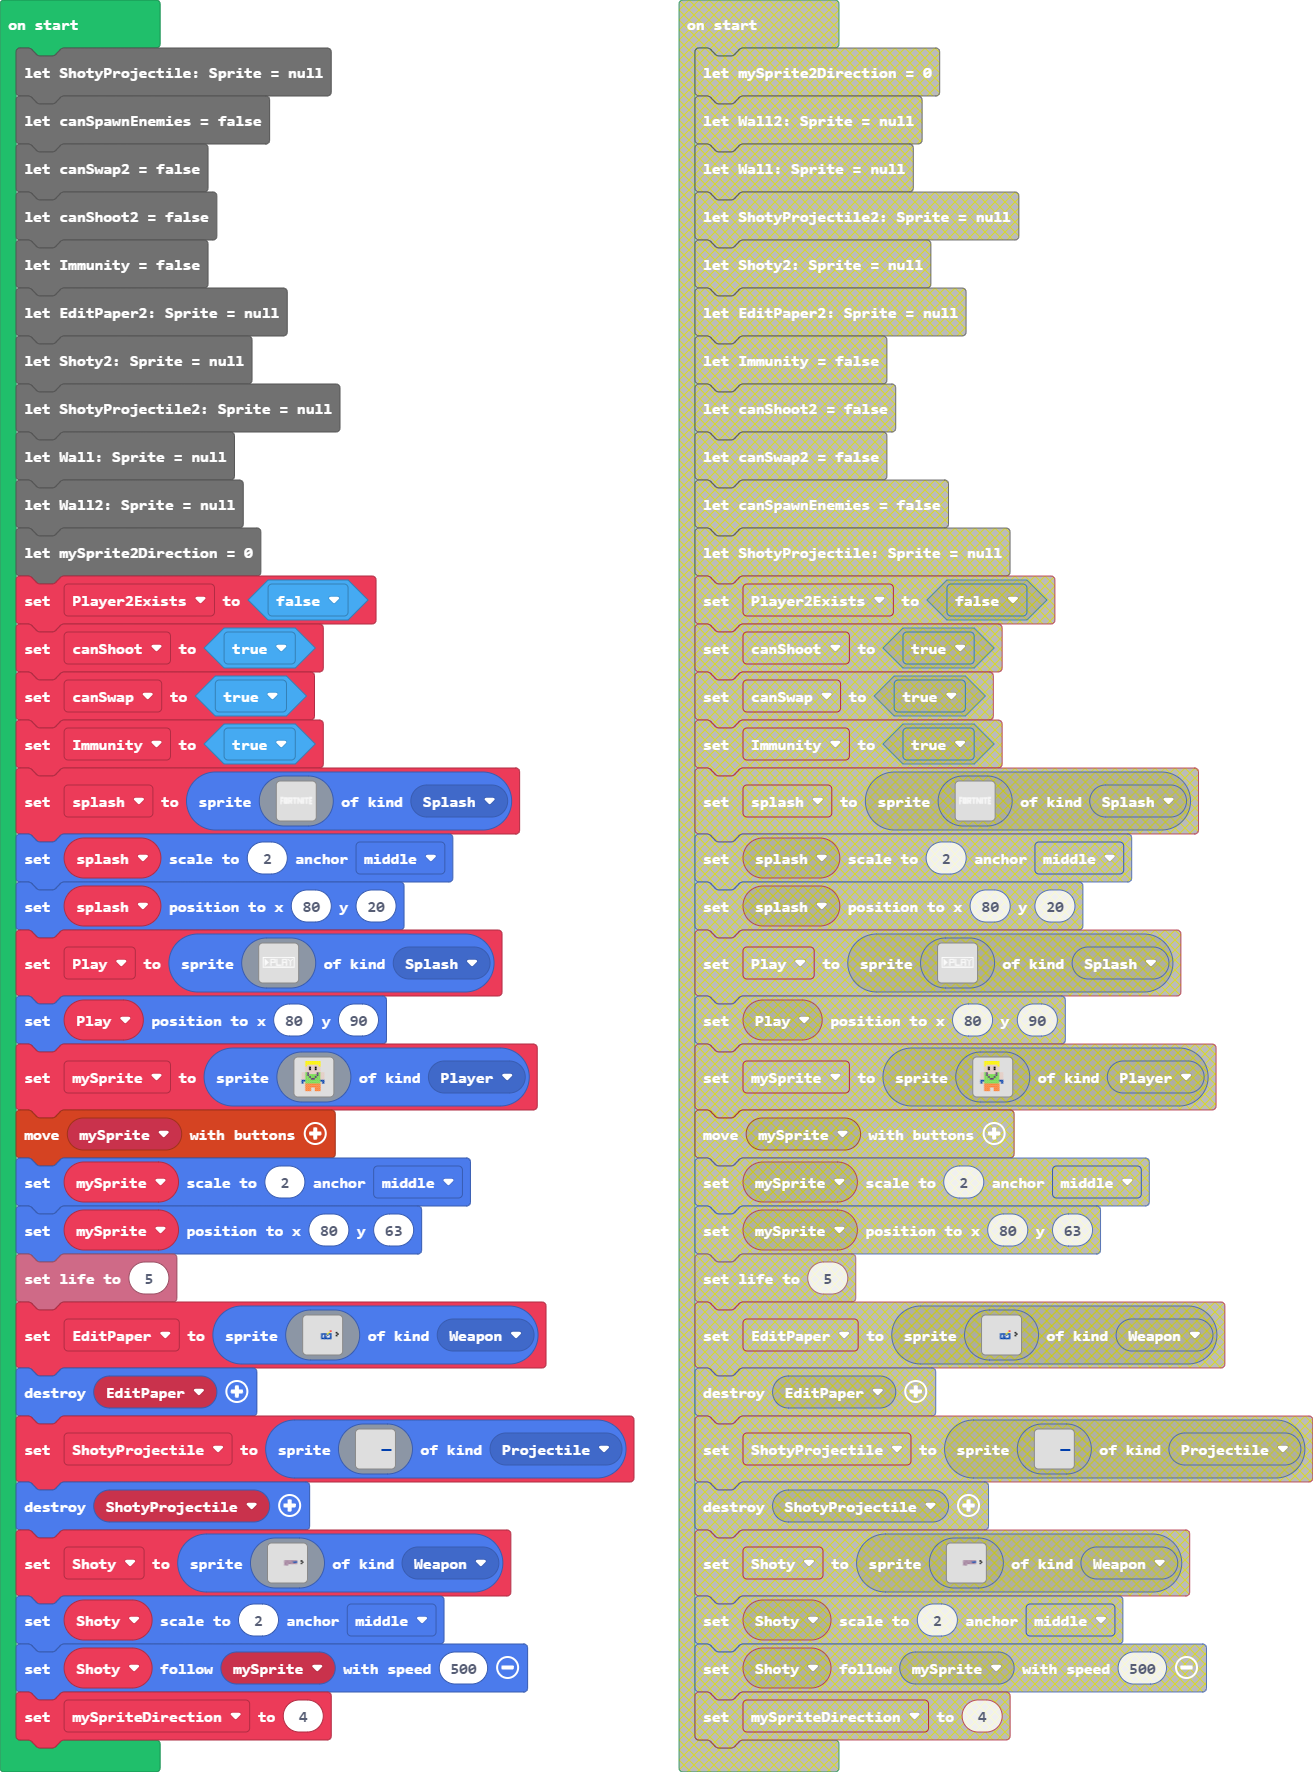 on start
let ShotyProjectile: Sprite = null
let canSpawnEnemies = false
let canSwap2 = false
let canShoot2 = false
let Immunity = false
let EditPaper2: Sprite = null
let Shoty2: Sprite = null
let ShotyProjectile2: Sprite = null
let Wall: Sprite = null
let Wall2: Sprite = null
let mySprite2Direction = 0
set Player2Exists to false
set canShoot to true
set canSwap to true
set Immunity to true
set splash to sprite FORTNITE of kind Splash
set splash scale to 2 anchor middle
set splash position to x 80 y 20
set Play to sprite PLAY of kind Splash
set Play position to x 80 y 90
set mySprite to sprite of kind Player
move mySprite with buttons
set mySprite scale to 2 anchor middle
set mySprite position to x 80 y 63
set life to 5
set EditPaper to sprite of kind Weapon
destroy EditPaper
set ShotyProjectile to sprite of kind Projectile
destroy ShotyProjectile
set Shoty to sprite of kind Weapon
set Shoty scale to 2 anchor middle
set Shoty follow mySprite with speed 500
set mySpriteDirection to 4
on start
let mySprite2Direction = 0
let Wall2: Sprite = null
let Wall: Sprite = null
let ShotyProjectile2: Sprite = null
let Shoty2: Sprite = null
let EditPaper2: Sprite = null
let Immunity = false
let canShoot2 = false
let canSwap2 = false
let canSpawnEnemies = false
let ShotyProjectile: Sprite = null
set Player2Exists to false
set canShoot to true
set canSwap to true
set Immunity to true
set splash to sprite FORTNITE of kind Splash
set splash scale to 2 anchor middle
set splash position to x 80 y 20
set Play to sprite PLAY of kind Splash
set Play position to x 80 y 90
set mySprite to sprite of kind Player
move mySprite with buttons
set mySprite scale to 2 anchor middle
set mySprite position to x 80 y 63
set life to 5
set EditPaper to sprite of kind Weapon
destroy EditPaper
set ShotyProjectile to sprite of kind Projectile
destroy ShotyProjectile
set Shoty to sprite of kind Weapon
set Shoty scale to 2 anchor middle
set Shoty follow mySprite with speed 500
set mySpriteDirection to 4